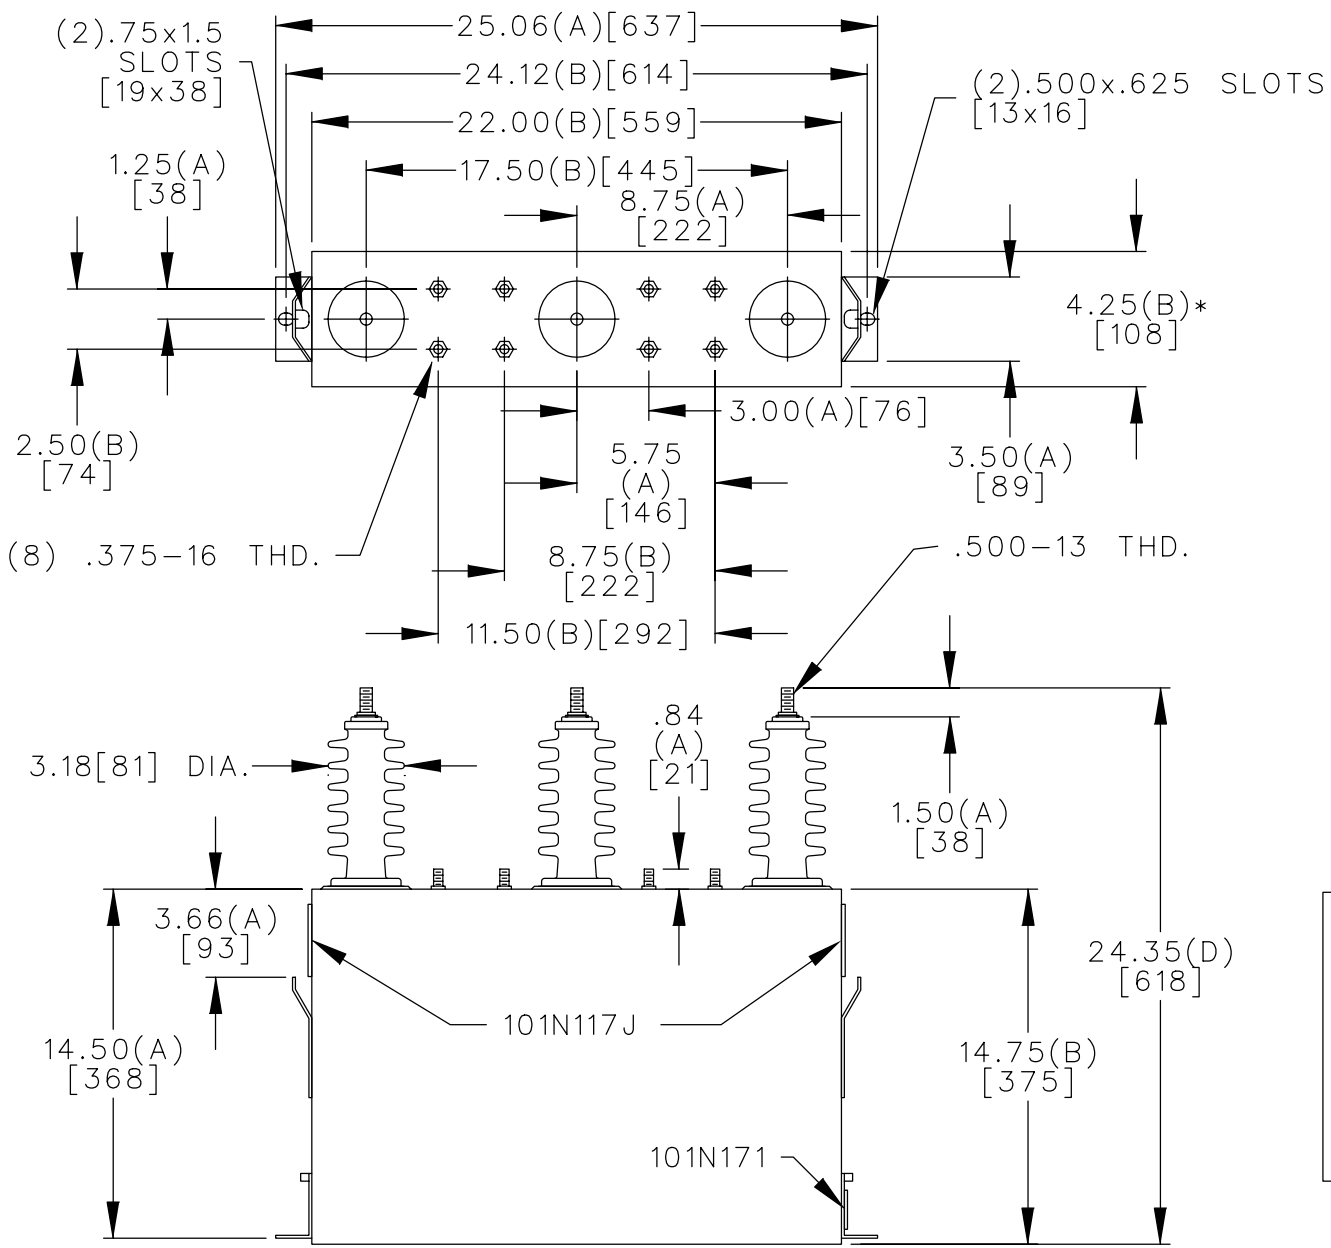 (2).75x1.5
SLOTS
[19x38]
25.06(A)[637]
24.12(B)[614]
22.00(B)[559]
17.50(B)[445]
8.75(A)
[222]
(2).500x.625 SLOTS
[13x16]
1.25(A)
[38]
4.25(B)*
[108]
3.00(A)[76]
2.50(B)
[74]
5.75
(A)
[146]
3.50(A)
[89]
(8) .375-16 THD.
8.75(B)
[222]
.500-13 THD.
11.50(B)[292]
.84
(A)
[21]
3.18[81] DIA.
1.50(A)
[38]
3.66(A)
[93]
24.35(D)
[618]
101N117J
14.50(A)
[368]
14.75(B)
[375]
101N171